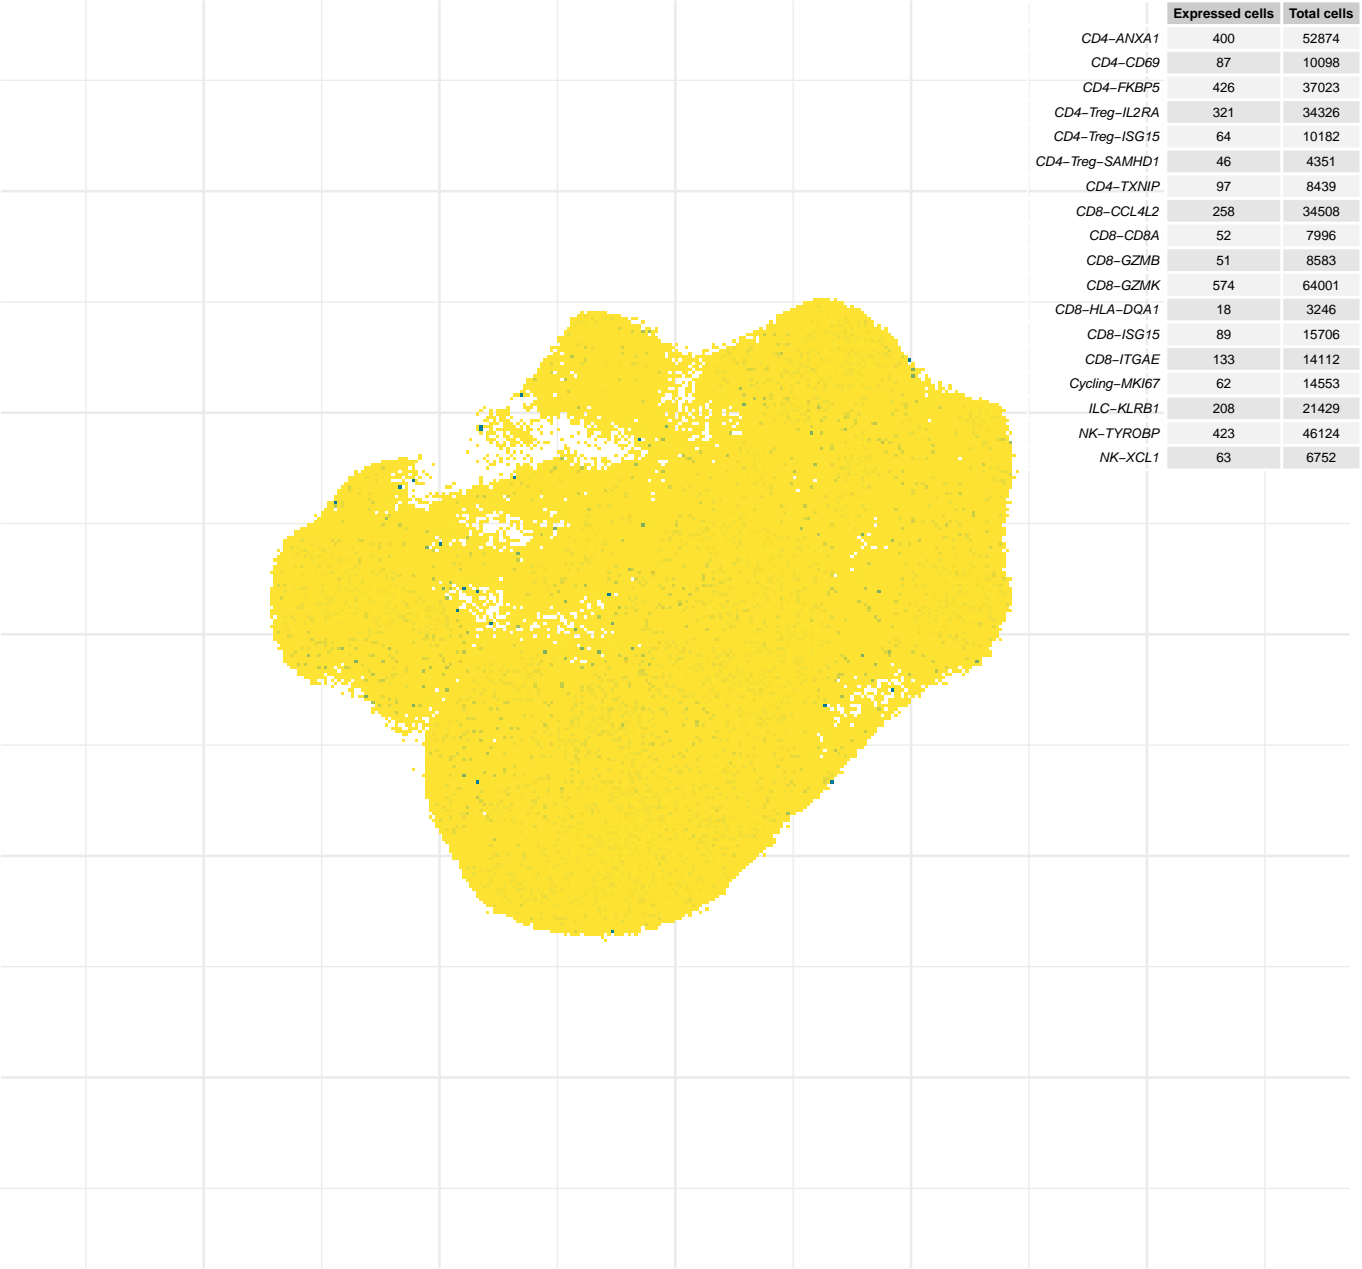 Expressed cells Total cells
CD4−ANXA1 400 52874
CD4−CD69 87 10098
CD4−FKBP5 426 37023
CD4−Treg−IL2RA 321 34326
CD4−Treg−ISG15 64 10182
CD4−Treg−SAMHD1 46 4351
CD4−TXNIP 97 8439
CD8−CCL4L2 258 34508
CD8−CD8A 52 7996
CD8−GZMB 51 8583
CD8−GZMK 574 64001
CD8−HLA−DQA1 18 3246
CD8−ISG15 89 15706
CD8−ITGAE 133 14112
Cycling−MKI67 62 14553
ILC−KLRB1 208 21429
NK−TYROBP 423 46124
NK−XCL1 63 6752